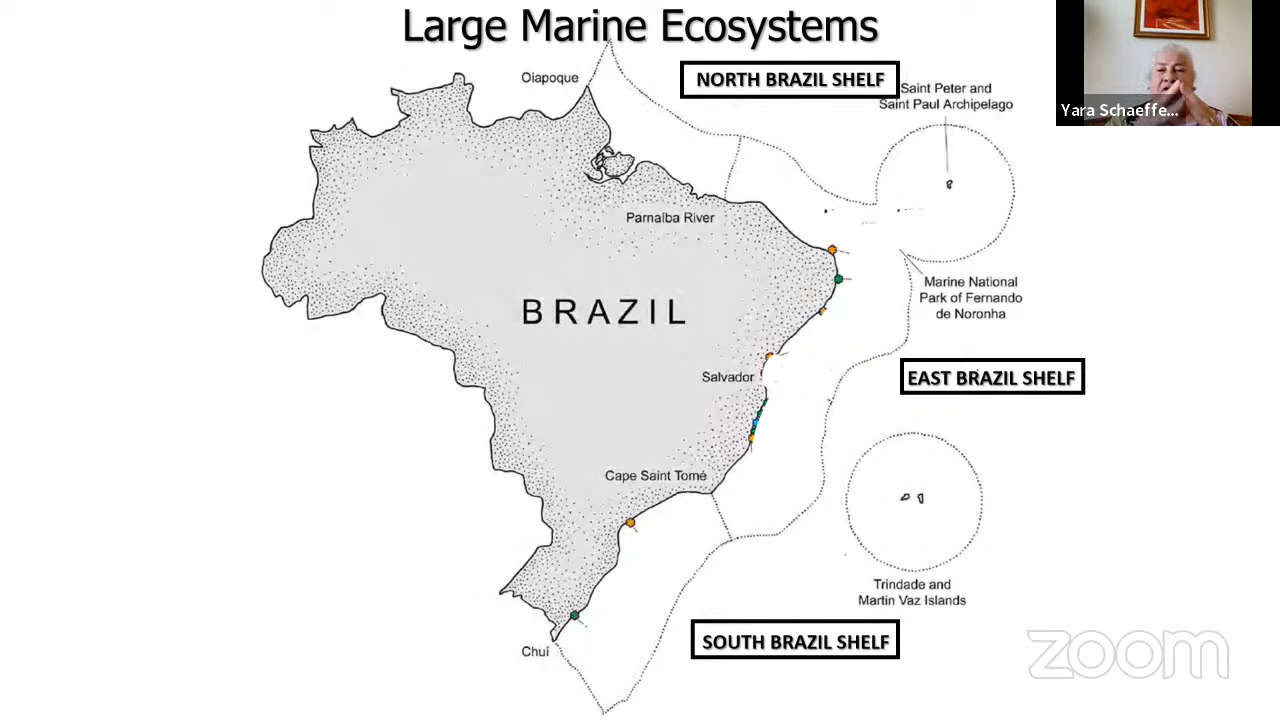 Large Marine Ecosystems
Oiapoque
NORTH BRAZIL SHELF
Saint Peter and
Saint Paul Archipelago
Yara Schaeffe...
Parnaíba River
Marine National
Park of Fernando
de Noronha
BRAZIL
Salvador
EAST BRAZIL SHELF
Cape Saint Tomé
Trindade and
Martin Vaz Islands
SOUTH BRAZIL SHELF
Chuí
zoom